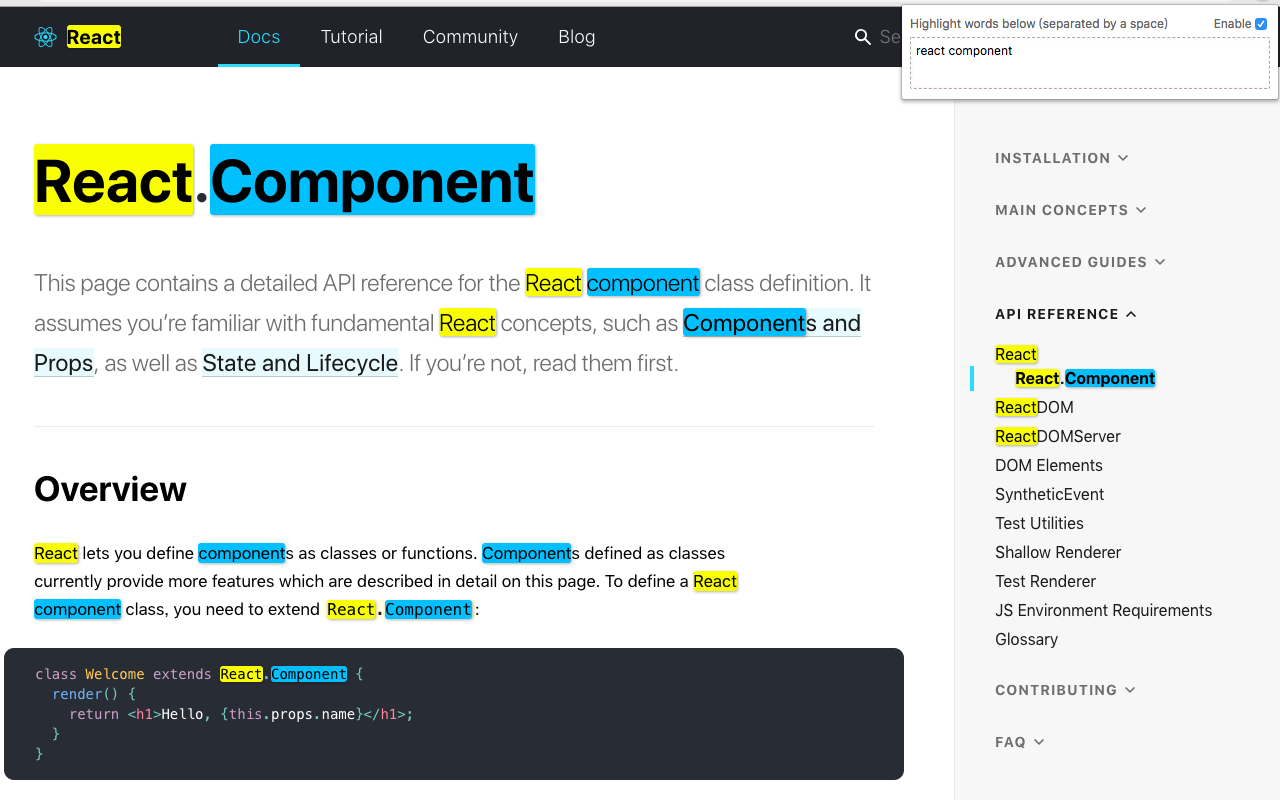 React
Docs
Tutorial
Community
Blog
Se
Highlight words below (separated by a space)
Enable
react component
React.Component
This page contains a detailed API reference for the React component class definition. It
assumes you’re familiar with fundamental React concepts, such as Components and
Props, as well as State and Lifecycle. If you’re not, read them first.
Overview
React lets you define components as classes or functions. Components defined as classes
currently provide more features which are described in detail on this page. To define a React
component class, you need to extend React.Component:
class Welcome extends React.Component {
  render() {
    return <h1>Hello, {this.props.name}</h1>;
  }
}
INSTALLATION
MAIN CONCEPTS
ADVANCED GUIDES
API REFERENCE
React
React.Component
ReactDOM
ReactDOMServer
DOM Elements
SyntheticEvent
Test Utilities
Shallow Renderer
Test Renderer
JS Environment Requirements
Glossary
CONTRIBUTING
FAQ